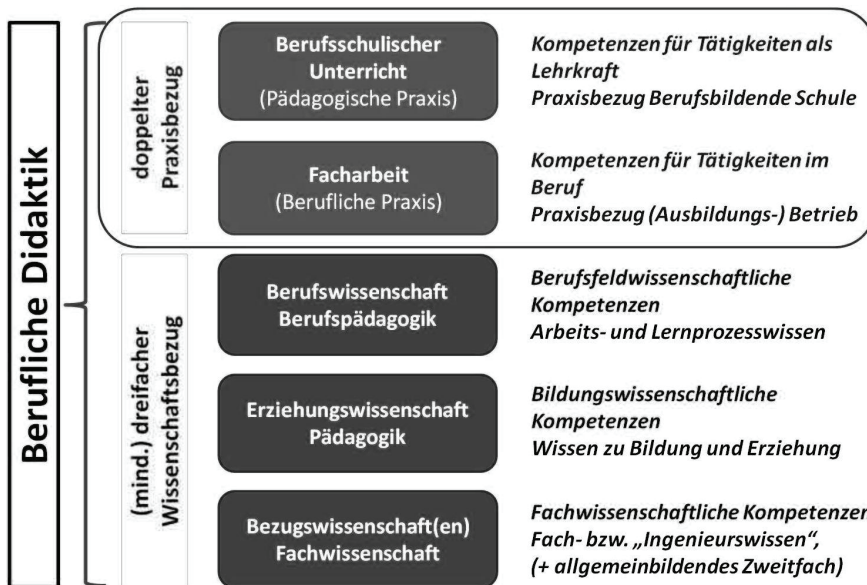 Berufliche Didaktik
doppelter
Praxisbezug
Berufsschulischer
Unterricht
(Pädagogische Praxis)
Kompetenzen für Tätigkeiten als
Lehrkraft
Praxisbezug Berufsbildende Schule
Facharbeit
(Berufliche Praxis)
Kompetenzen für Tätigkeiten im
Beruf
Praxisbezug (Ausbildungs-) Betrieb
(mind.) dreifacher
Wissenschaftsbezug
Berufswissenschaft
Berufspädagogik
Berufsfeldwissenschaftliche
Kompetenzen
Arbeits- und Lernprozesswissen
Erziehungswissenschaft
Pädagogik
Bildungswissenschaftliche
Kompetenzen
Wissen zu Bildung und Erziehung
Bezugswissenschaft(en)
Fachwissenschaft
Fachwissenschaftliche Kompetenzen
Fach- bzw. „Ingenieurswissen“,
(+ allgemeinbildendes Zweitfach)